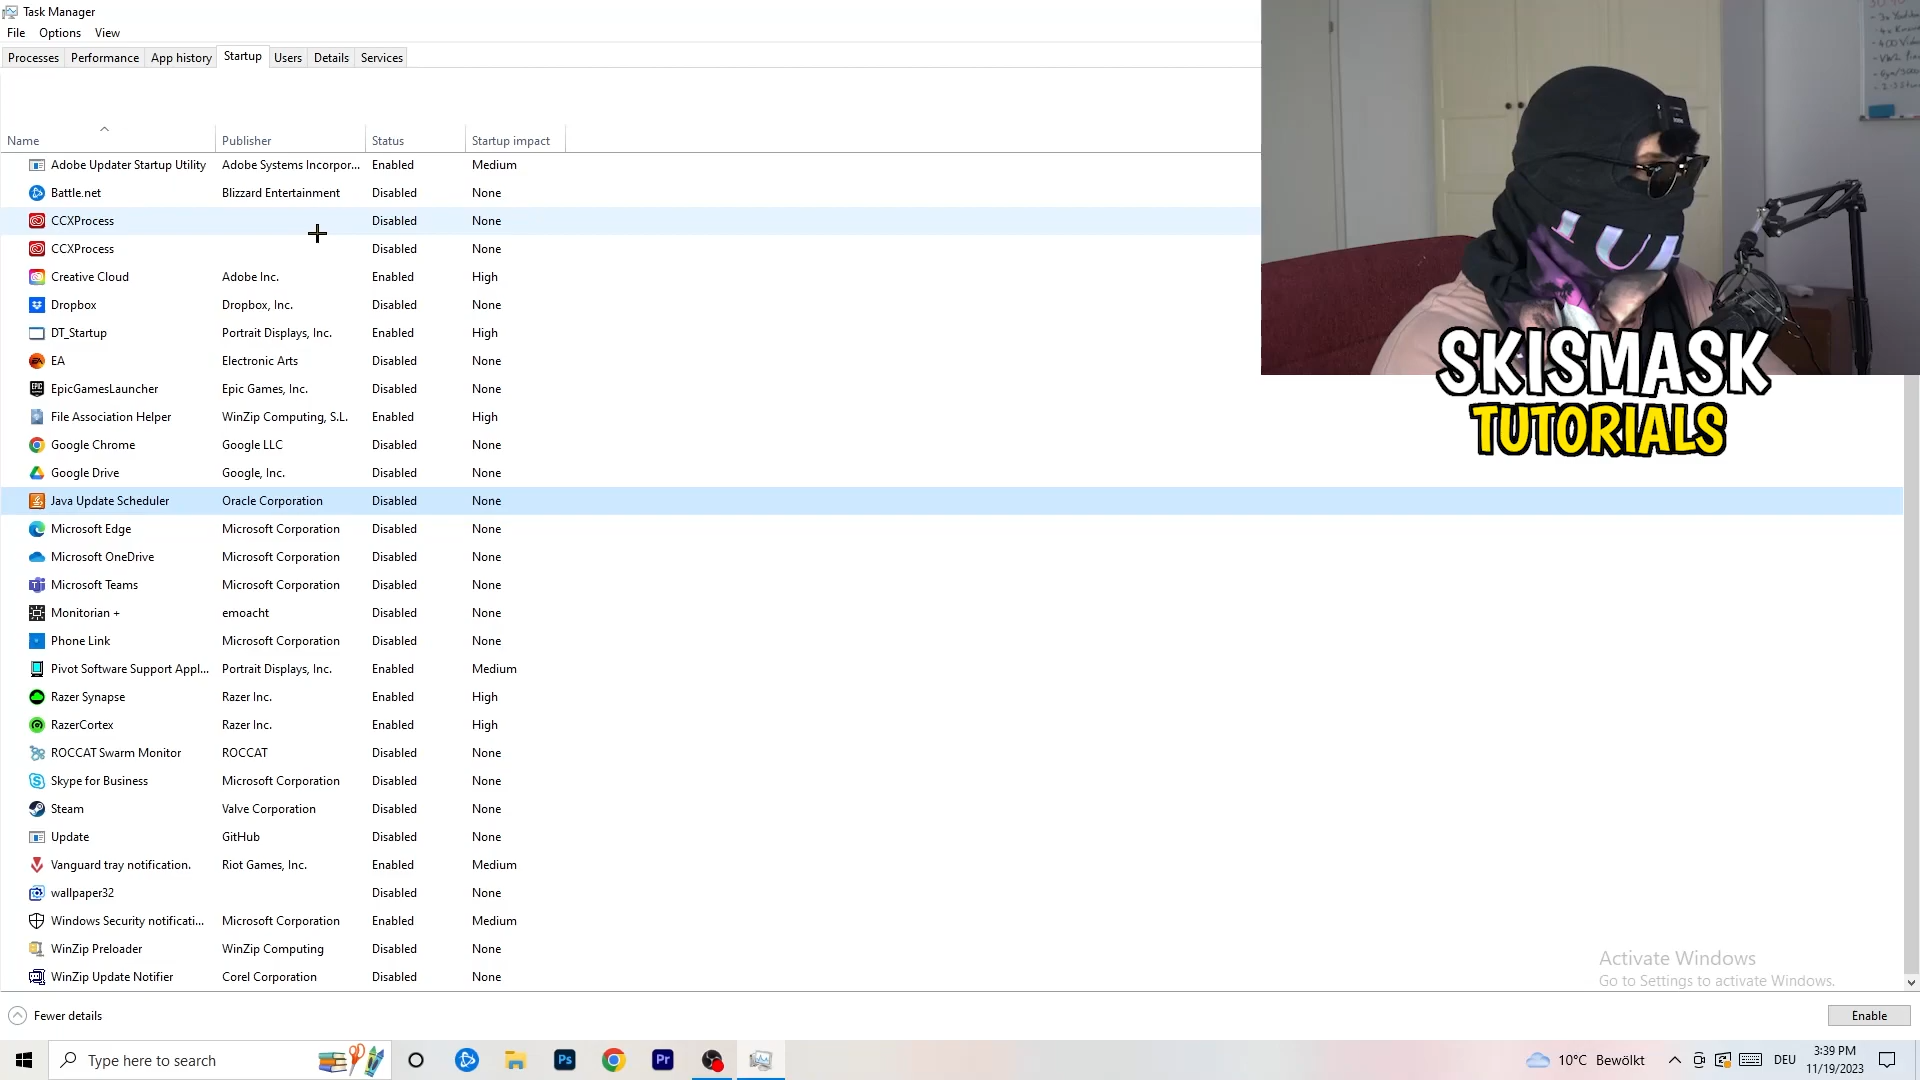 Task Manager
File Options View
Processes Performance App history Startup Users Details Services
Name Publisher Status Startup impact
Adobe Updater Startup Utility Adobe Systems Incorpor... Enabled Medium
Battle.net Blizzard Entertainment Disabled None
CCXProcess Disabled None
CCXProcess Disabled None
Creative Cloud Adobe Inc. Enabled High
Dropbox Dropbox, Inc. Disabled None
DT_Startup Portrait Displays, Inc. Enabled High
EA Electronic Arts Disabled None
EpicGamesLauncher Epic Games, Inc. Disabled None
File Association Helper WinZip Computing, S.L. Enabled High
Google Chrome Google LLC Disabled None
Google Drive Google, Inc. Disabled None
Java Update Scheduler Oracle Corporation Disabled None
Microsoft Edge Microsoft Corporation Disabled None
Microsoft OneDrive Microsoft Corporation Disabled None
Microsoft Teams Microsoft Corporation Disabled None
Monitorian + emoacht Disabled None
Phone Link Microsoft Corporation Disabled None
Pivot Software Support Appl... Portrait Displays, Inc. Enabled Medium
Razer Synapse Razer Inc. Enabled High
RazerCortex Razer Inc. Enabled High
ROCCAT Swarm Monitor ROCCAT Disabled None
Skype for Business Microsoft Corporation Disabled None
Steam Valve Corporation Disabled None
Update GitHub Disabled None
Vanguard tray notification. Riot Games, Inc. Enabled Medium
wallpaper32 Disabled None
Windows Security notificati... Microsoft Corporation Enabled Medium
WinZip Preloader WinZip Computing Disabled None
WinZip Update Notifier Corel Corporation Disabled None
SKISMASK
TUTORIALS
Activate Windows
Go to Settings to activate Windows.
Fewer details
Enable
Type here to search
Ps
Pr
10°C Bewölkt
DEU
3:39 PM
11/19/2023